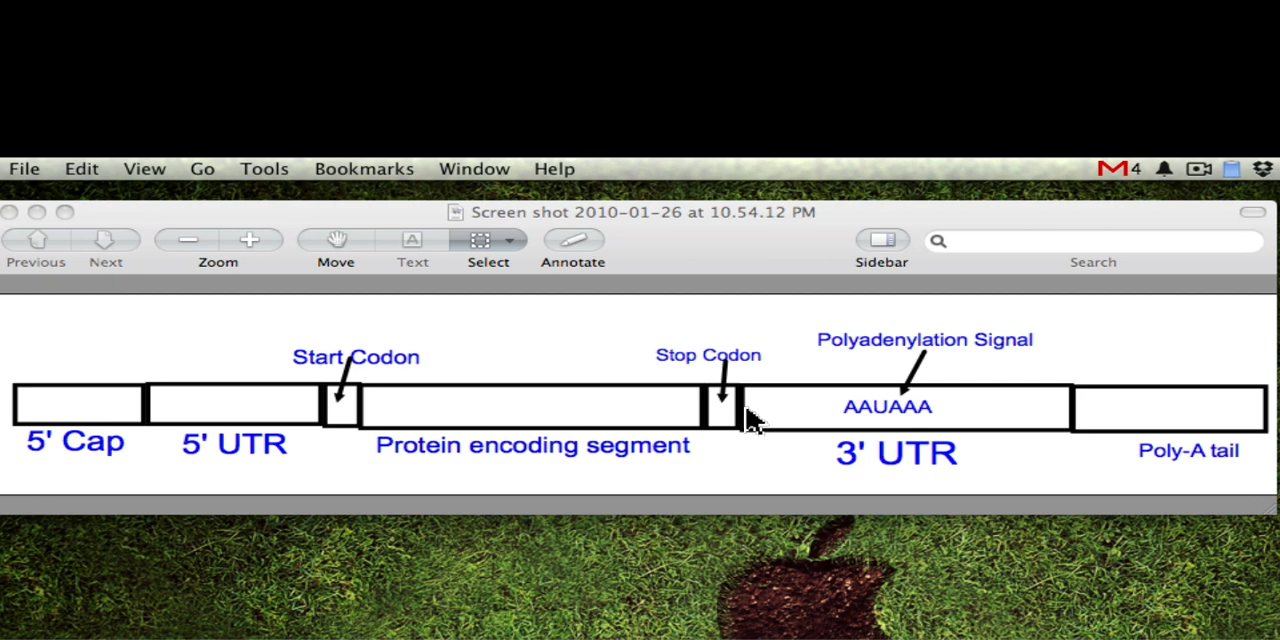 File Edit View Go Tools Bookmarks Window Help 4
Screen shot 2010-01-26 at 10.54.12 PM
Previous Next Zoom Move Text Select Annotate Sidebar Search
Polyadenylation Signal
Start Codon Stop Codon
AAUAAA
5' Cap 5' UTR Protein encoding segment 3' UTR Poly-A tail